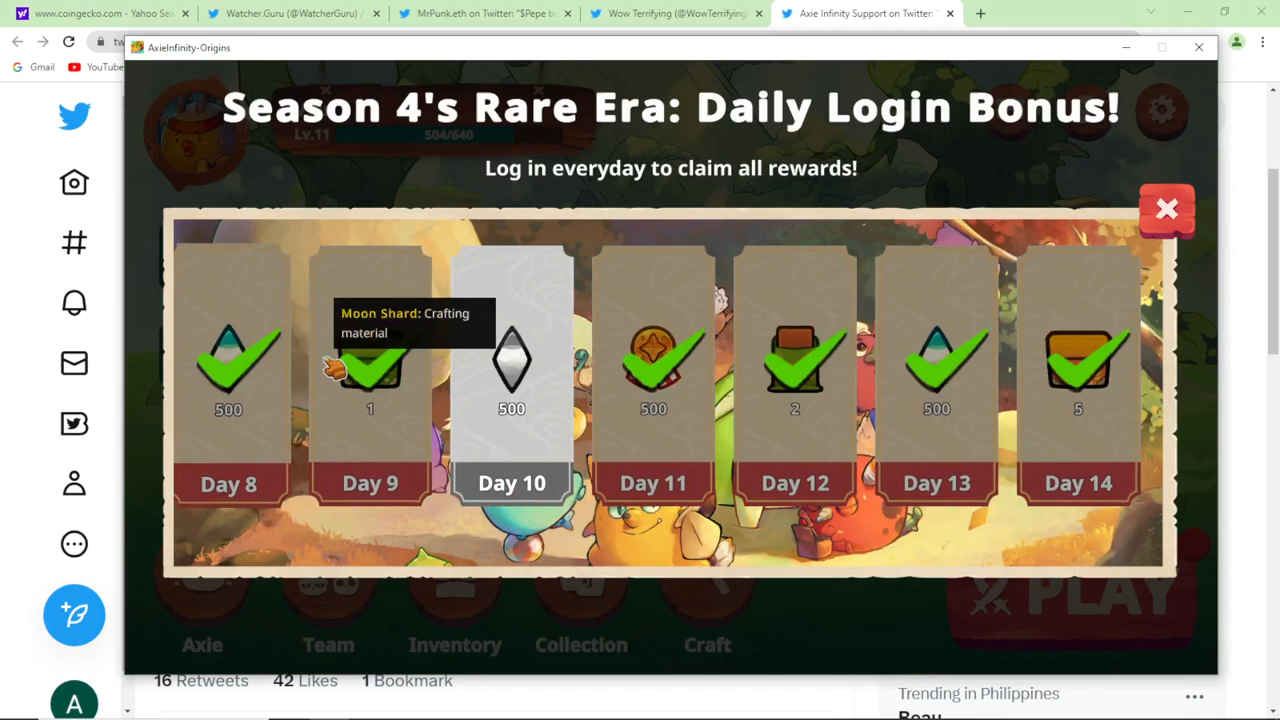 www.coingecko.com - Yahoo Sea
Watcher.Guru (@WatcherGuru) /
MrPunk.eth on Twitter: "$Pepe b
Wow Terrifying (@WowTerrifying
Axie Infinity Support on Twitter: "
tw
AxieInfinity-Origins
Gmail
YouTube
Season 4's Rare Era: Daily Login Bonus!
Lv.11
504/640
Log in everyday to claim all rewards!
Moon Shard: Crafting
material
500
1
500
500
2
500
5
Day 8
Day 9
Day 10
Day 11
Day 12
Day 13
Day 14
PLAY
Axie
Team
Inventory
Collection
Craft
16 Retweets
42 Likes
1 Bookmark
Trending in Philippines
Beau
A